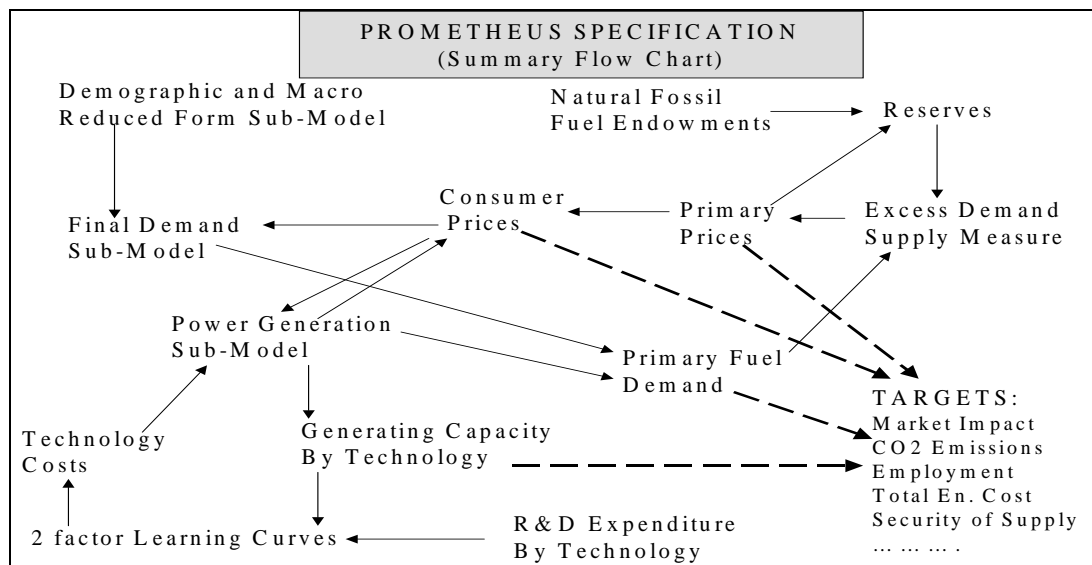 PROMETHEUS SPECIFICATION
(Summary Flow Chart)
Demographic and Macro
Reduced Form Sub-Model
Natural Fossil
Fuel Endowments
Reserves
Consumer
Prices
Primary
Prices
Excess Demand
Supply Measure
Final Demand
Sub-Model
Power Generation
Sub-Model
Primary Fuel
Demand
TARGETS:
Market Impact
CO2 Emissions
Employment
Total En. Cost
Security of Supply
… … … .
Technology
Costs
Generating Capacity
By Technology
2 factor Learning Curves
R&D Expenditure
By Technology